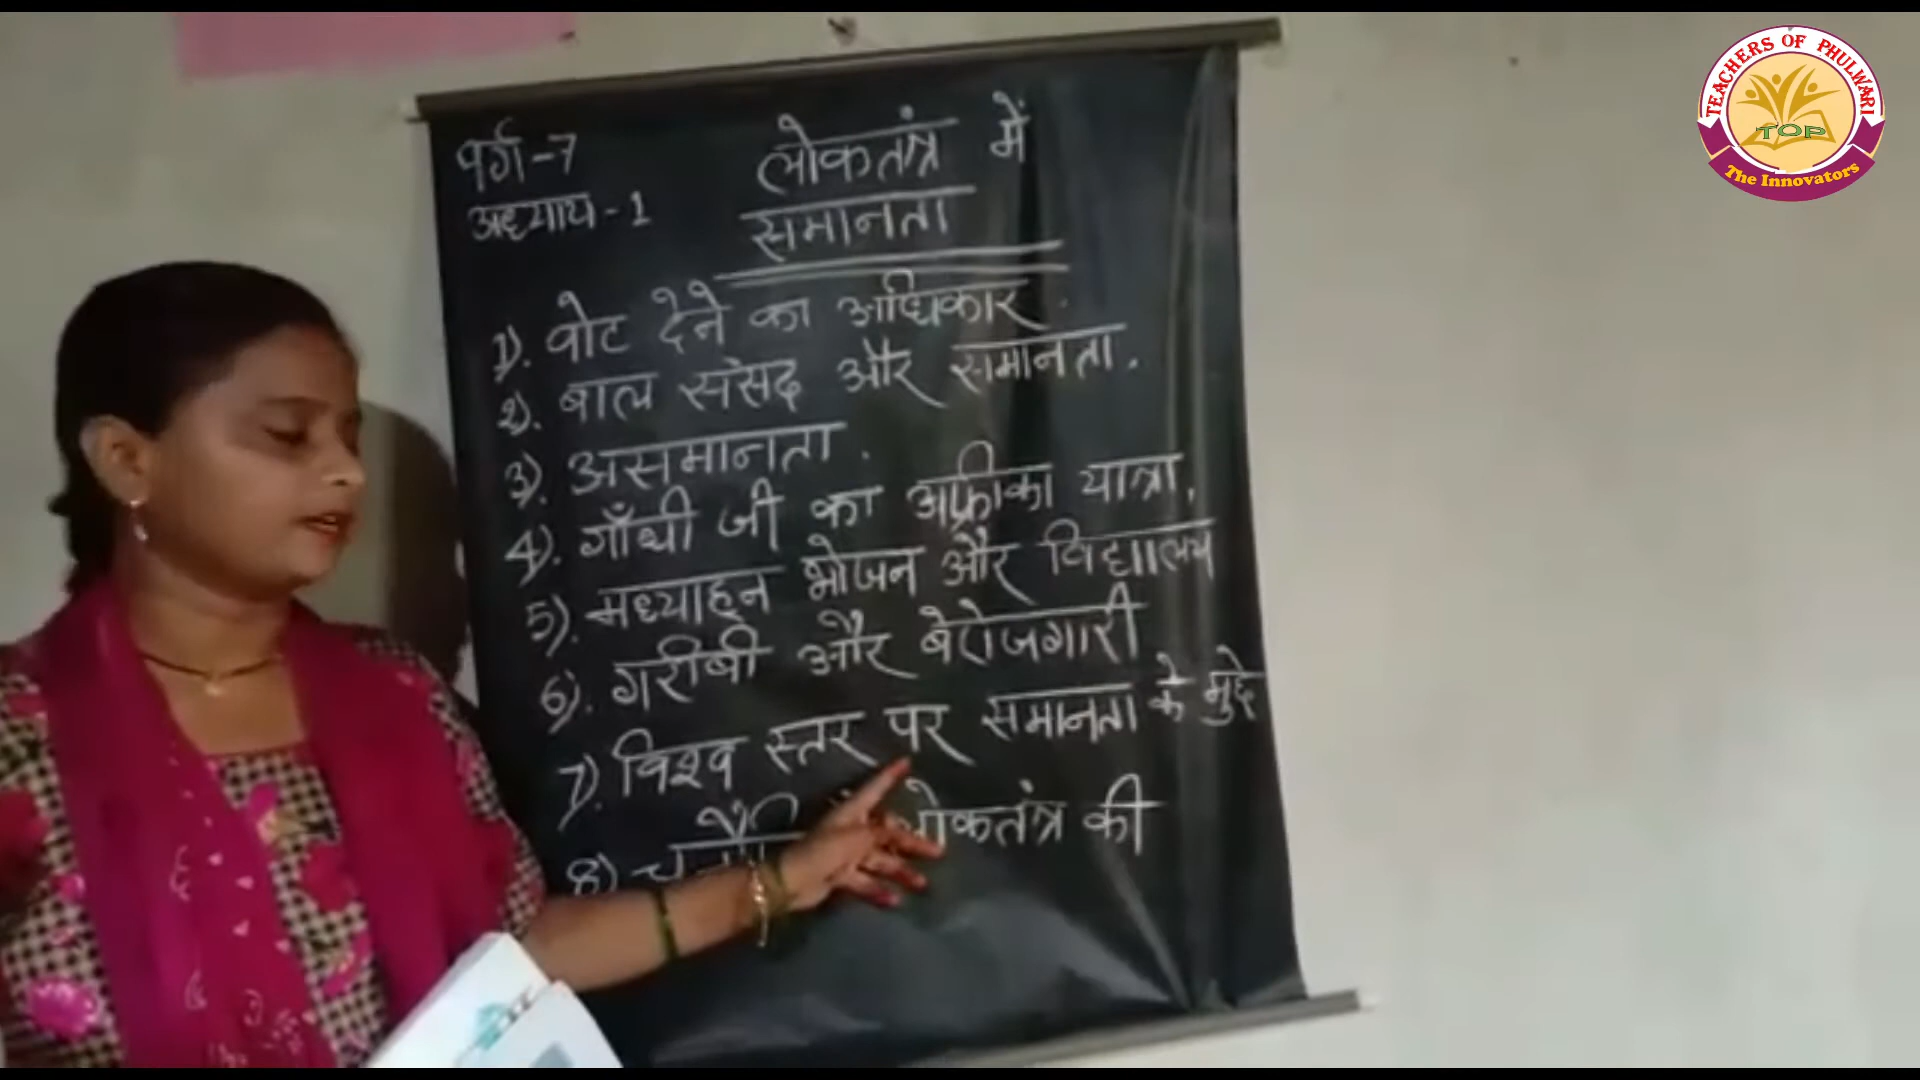 वर्ग-7
अध्याय-1
लोकतंत्र में
समानता
1). वोट देने का अधिकार.
2). बाल संसद और समानता.
3). असमानता.
4). गाँधी जी का अफ्रीका यात्रा.
5). मध्याह्न भोजन और विद्यालय
6). गरीबी और बेरोजगारी
7). विश्व स्तर पर समानता के मुद्दे
8) लोकतंत्र की
TEACHERS OF PHULWARI
TOP
The Innovators